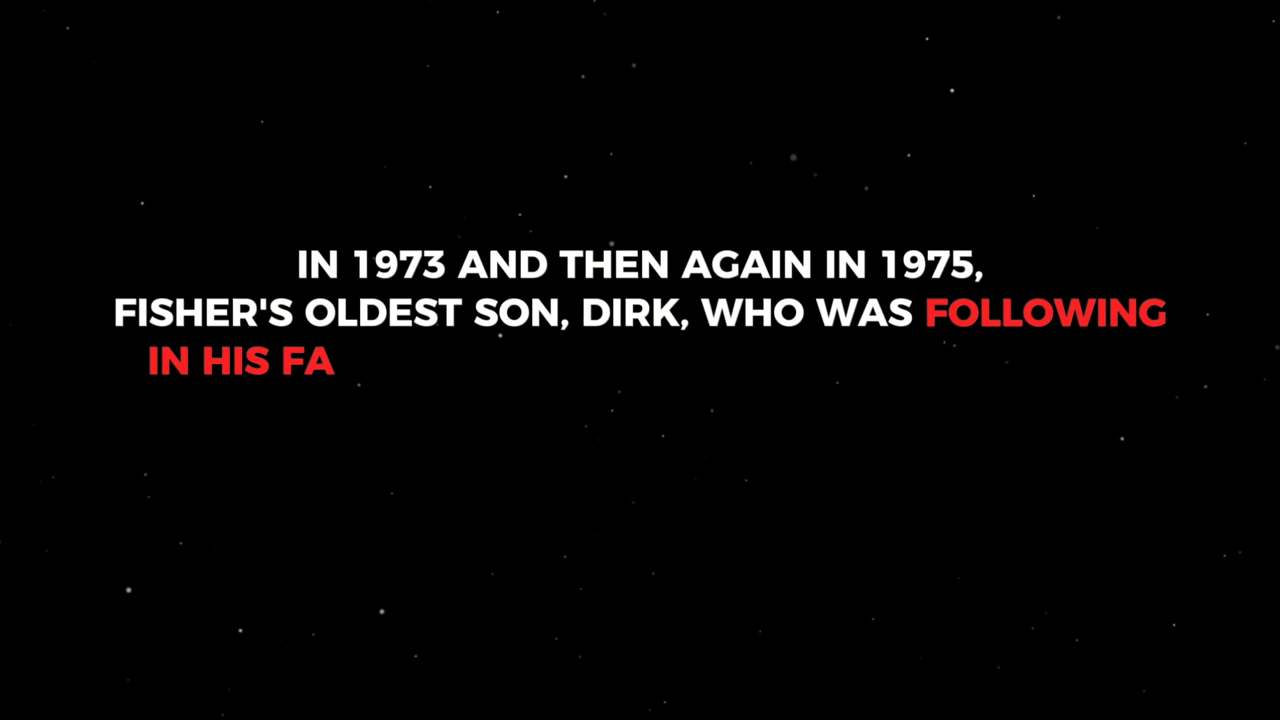 IN 1973 AND THEN AGAIN IN 1975,
FISHER'S OLDEST SON, DIRK, WHO WAS FOLLOWING
IN HIS FA